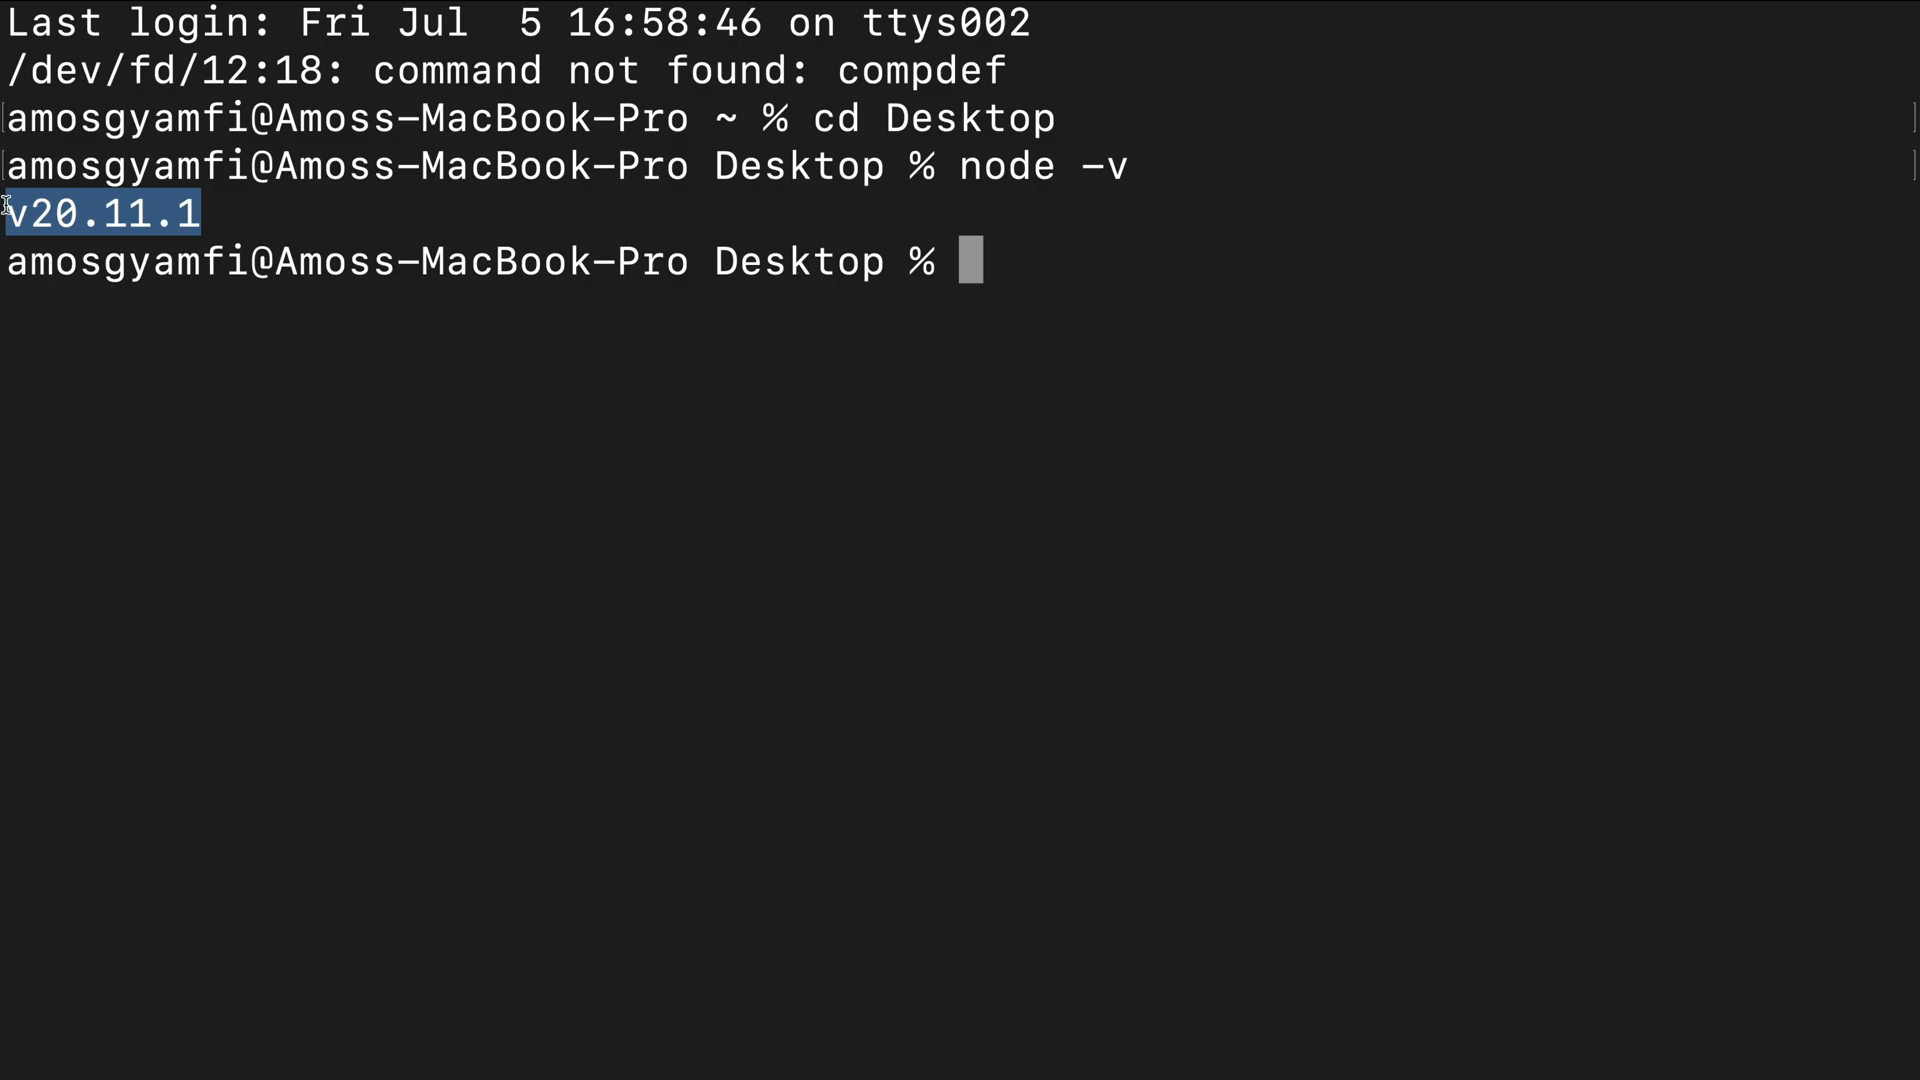 Last login: Fri Jul  5 16:58:46 on ttys002
/dev/fd/12:18: command not found: compdef
[amosgyamfi@Amoss-MacBook-Pro ~ % cd Desktop ]
[amosgyamfi@Amoss-MacBook-Pro Desktop % node -v ]
v20.11.1
amosgyamfi@Amoss-MacBook-Pro Desktop %